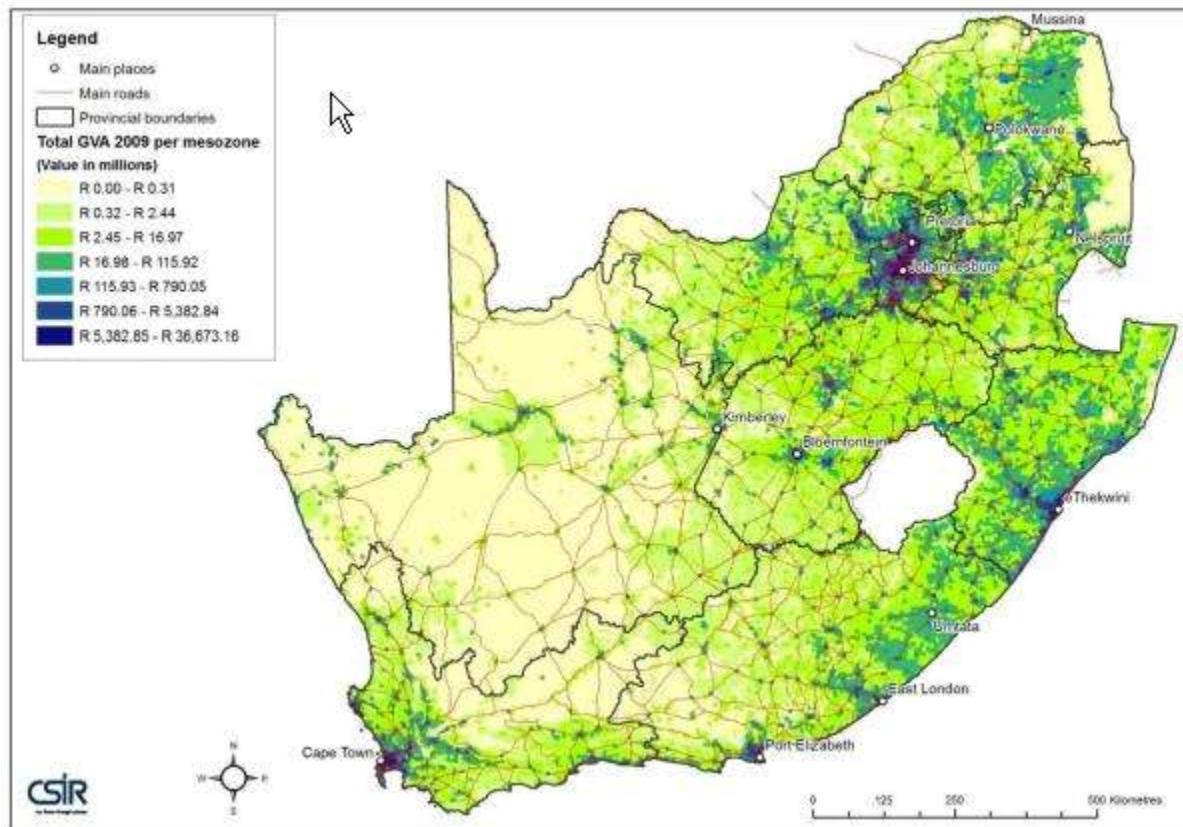 Legend
Main places
Main roads
Provincial boundaries
Total GVA 2009 per mesozone
(Value in millions)
R 0.00 - R 0.31
R 0.32 - R 2.44
R 2.45 - R 16.97
R 16.98 - R 115.92
R 115.93 - R 790.05
R 790.06 - R 5,382.84
R 5,382.85 - R 36,673.16
Mussina
Polokwane
Pretoria
Nelspruit
Johannesburg
Kimberley
Bloemfontein
eThekwini
Umtata
East London
Port Elizabeth
Cape Town
N
W E
S
CSIR
0 125 250 500 Kilometres